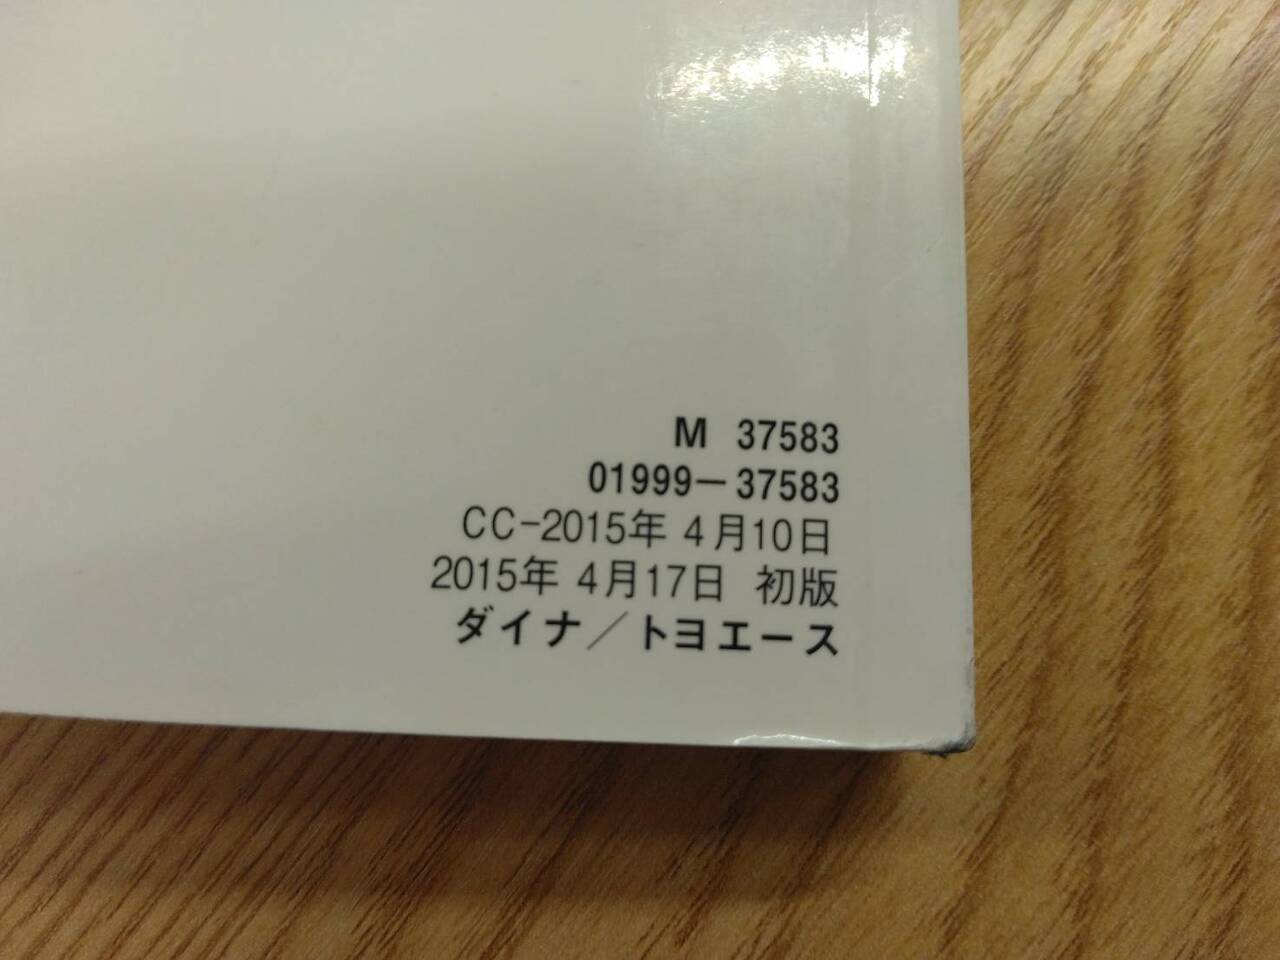 M 37583
01999－37583
CC-2015年 4月10日
2015年 4月17日 初版
ダイナ／トヨエース